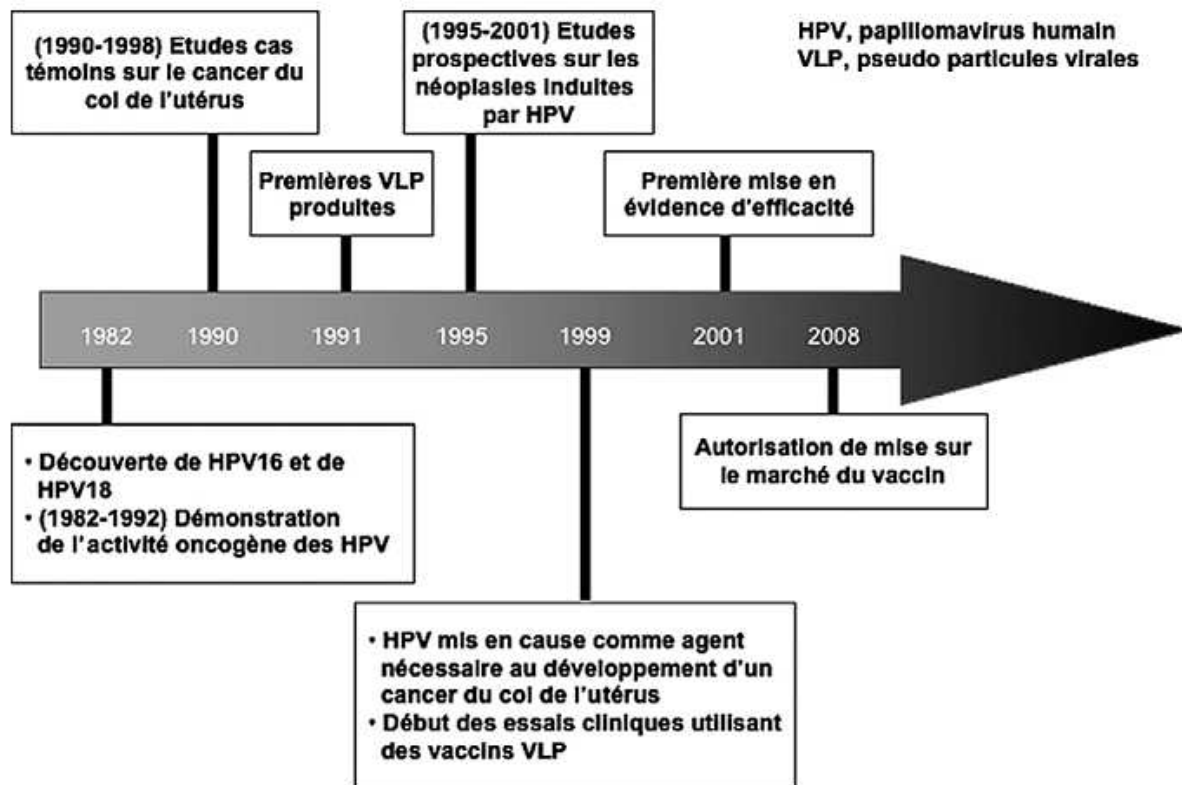 (1990-1998) Etudes cas
témoins sur le cancer du
col de l'utérus
(1995-2001) Etudes
prospectives sur les
néoplasies induites
par HPV
HPV, papillomavirus humain
VLP, pseudo particules virales
Premières VLP
produites
Première mise en
évidence d'efficacité
1982 1990 1991 1995 1999 2001 2008
• Découverte de HPV16 et de
HPV18
• (1982-1992) Démonstration
de l'activité oncogène des HPV
Autorisation de mise sur
le marché du vaccin
• HPV mis en cause comme agent
nécessaire au développement d'un
cancer du col de l'utérus
• Début des essais cliniques utilisant
des vaccins VLP